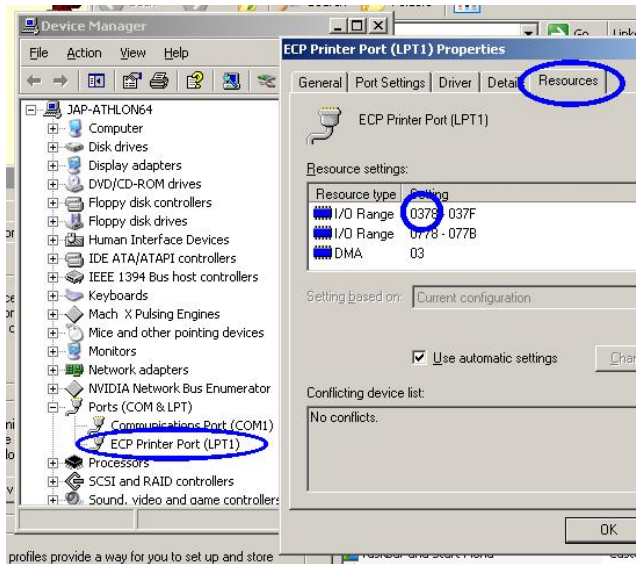 Device Manager
File Action View Help
JAP-ATHLON64
Computer
Disk drives
Display adapters
DVD/CD-ROM drives
Floppy disk controllers
Floppy disk drives
Human Interface Devices
IDE ATA/ATAPI controllers
IEEE 1394 Bus host controllers
Keyboards
Mach X Pulsing Engines
Mice and other pointing devices
Monitors
Network adapters
NVIDIA Network Bus Enumerator
Ports (COM & LPT)
Communications Port (COM1)
ECP Printer Port (LPT1)
Processors
SCSI and RAID controllers
Sound, video and game controllers
profiles provide a way for you to set up and store
Go
ECP Printer Port (LPT1) Properties
General Port Settings Driver Details Resources
ECP Printer Port (LPT1)
Resource settings:
Resource type Setting
I/O Range 0378 - 037F
I/O Range 0778 - 077B
DMA 03
Setting based on: Current configuration
Use automatic settings
Conflicting device list:
No conflicts.
OK